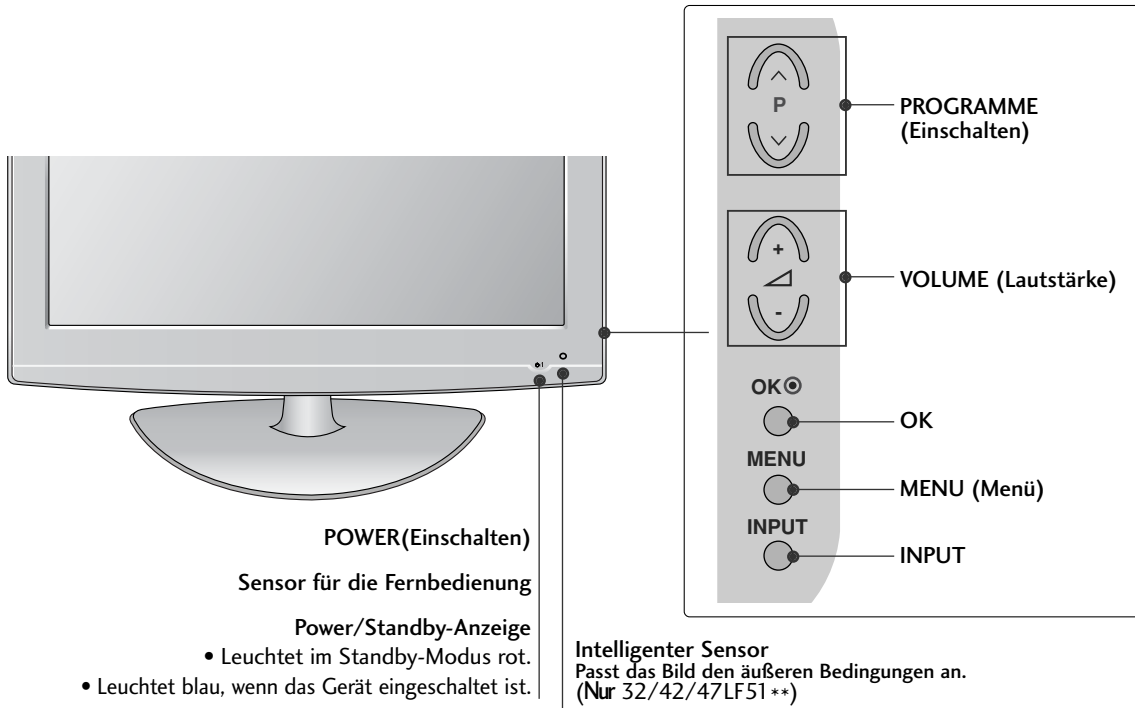 P
PROGRAMME
(Einschalten)
+
-
VOLUME (Lautstärke)
OK
OK
MENU
MENU (Menü)
INPUT
INPUT
POWER(Einschalten)
Sensor für die Fernbedienung
Power/Standby-Anzeige
• Leuchtet im Standby-Modus rot.
• Leuchtet blau, wenn das Gerät eingeschaltet ist.
Intelligenter Sensor
Passt das Bild den äußeren Bedingungen an.
(Nur 32/42/47LF51**)